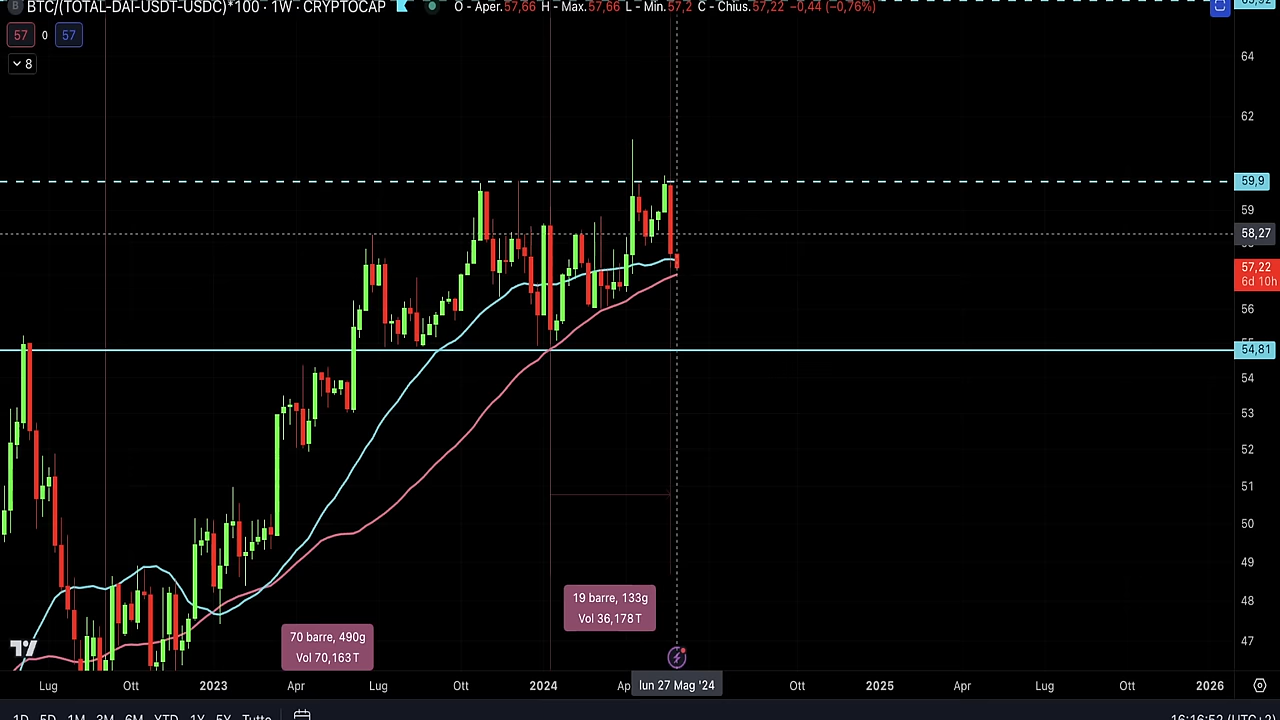 BTC/(TOTAL-DAI-USDT-USDC)*100 · 1W · CRYPTOCAP O - Aper.57,66 H - Max.57,66 L - Min.57,2 C - Chius.57,22 −0,44 (−0,76%)
57 0 57
8
64
62
59,9
59
58,27
57,22
6d 10h
56
54,81
54
53
52
51
50
49
48
47
19 barre, 133g
Vol 36,178 T
70 barre, 490g
Vol 70,163 T
Lug Ott 2023 Apr Lug Ott 2024 Ap lun 27 Mag '24 Ott 2025 Apr Lug Ott 2026
1D 5D 1M 3M 6M YTD 1Y 5Y Tutto